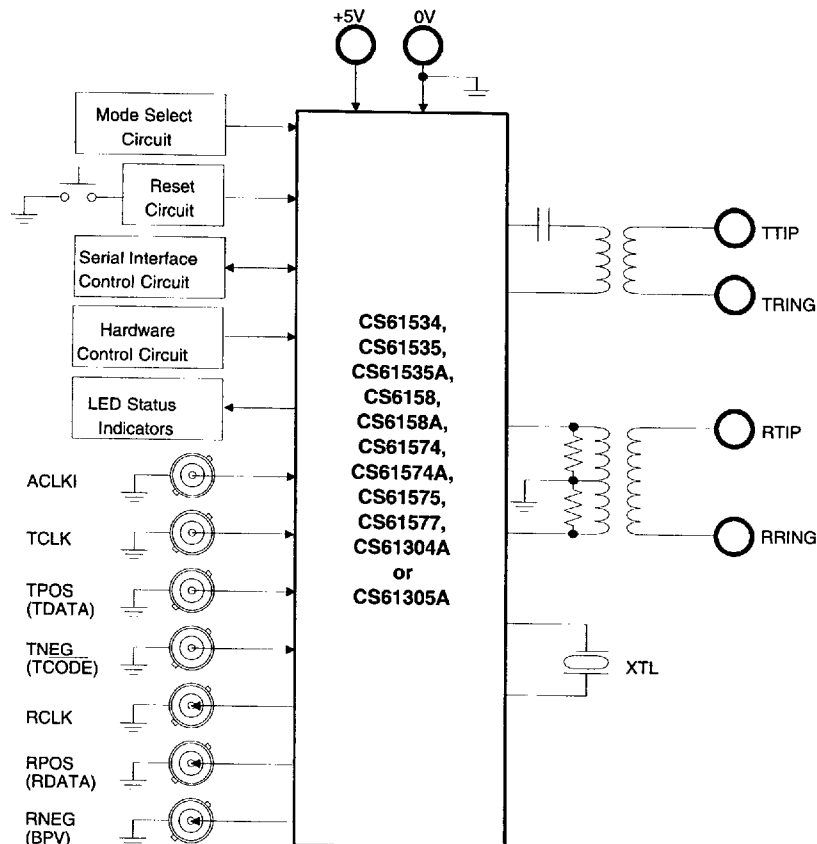 +5V
0V
Mode Select
Circuit
Reset
Circuit
Serial Interface
Control Circuit
Hardware
Control Circuit
LED Status
Indicators
ACLKI
TCLK
TPOS
(TDATA)
TNEG
(TCODE)
RCLK
RPOS
(RDATA)
RNEG
(BPV)
CS61534,
CS61535,
CS61535A,
CS6158,
CS6158A,
CS61574,
CS61574A,
CS61575,
CS61577,
CS61304A
or
CS61305A
TTIP
TRING
RTIP
RRING
XTL